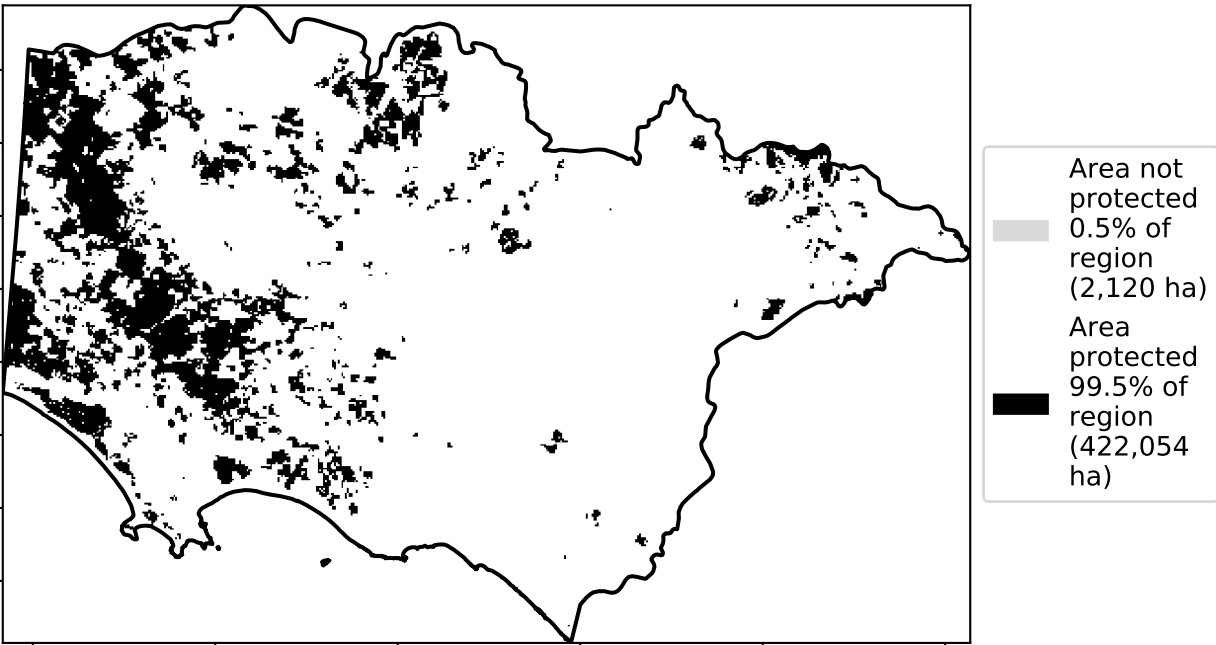 Area not
protected
0.5% of
region
(2,120 ha)
Area
protected
99.5% of
region
(422,054
ha)